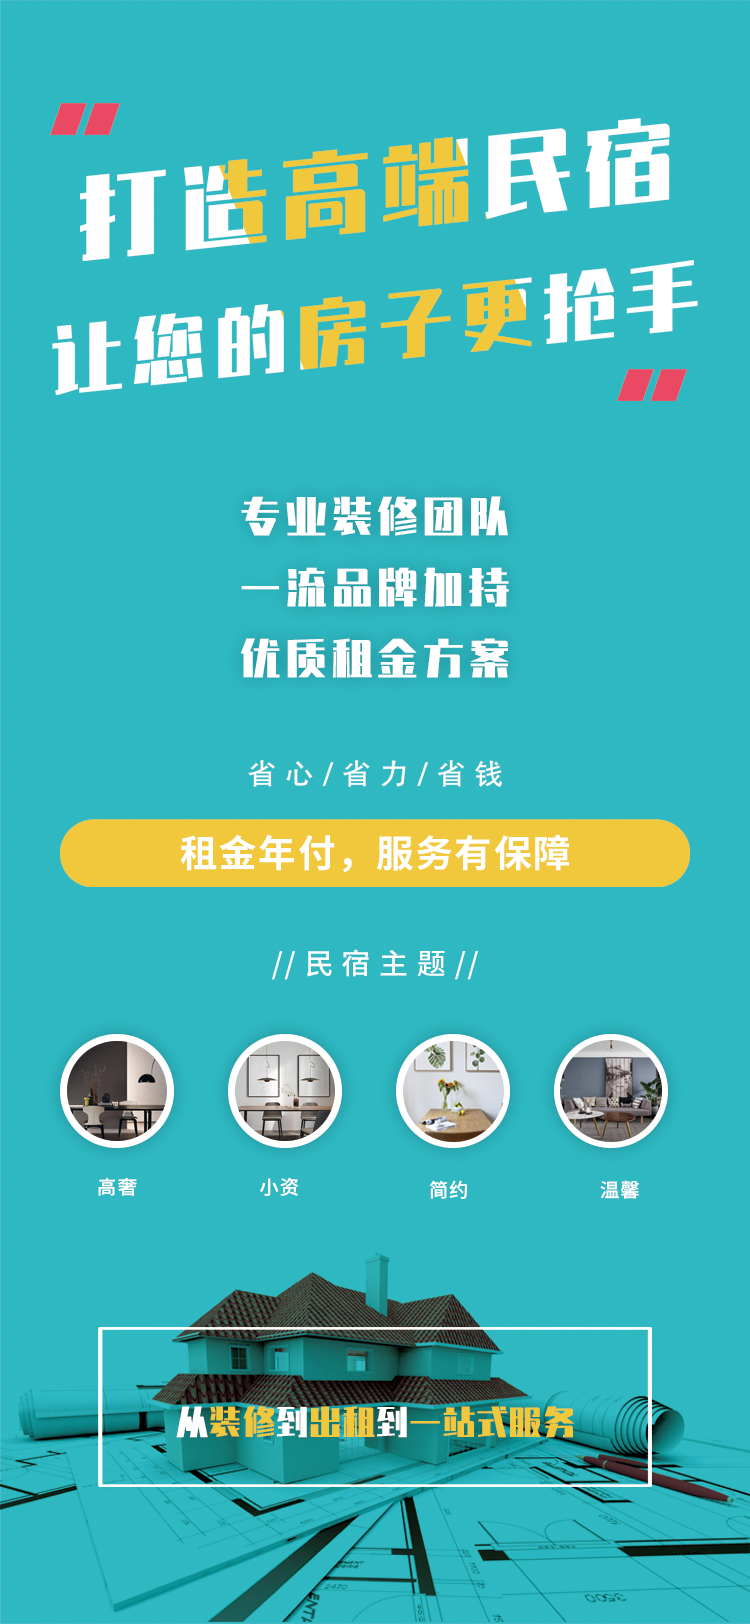 打造高端民宿
让您的房子更抢手
专业装修团队
一流品牌加持
优质租金方案
省心/省力/省钱
租金年付，服务有保障
//民宿主题//
高奢 小资 简约 温馨
从装修到出租到一站式服务
2470
3500